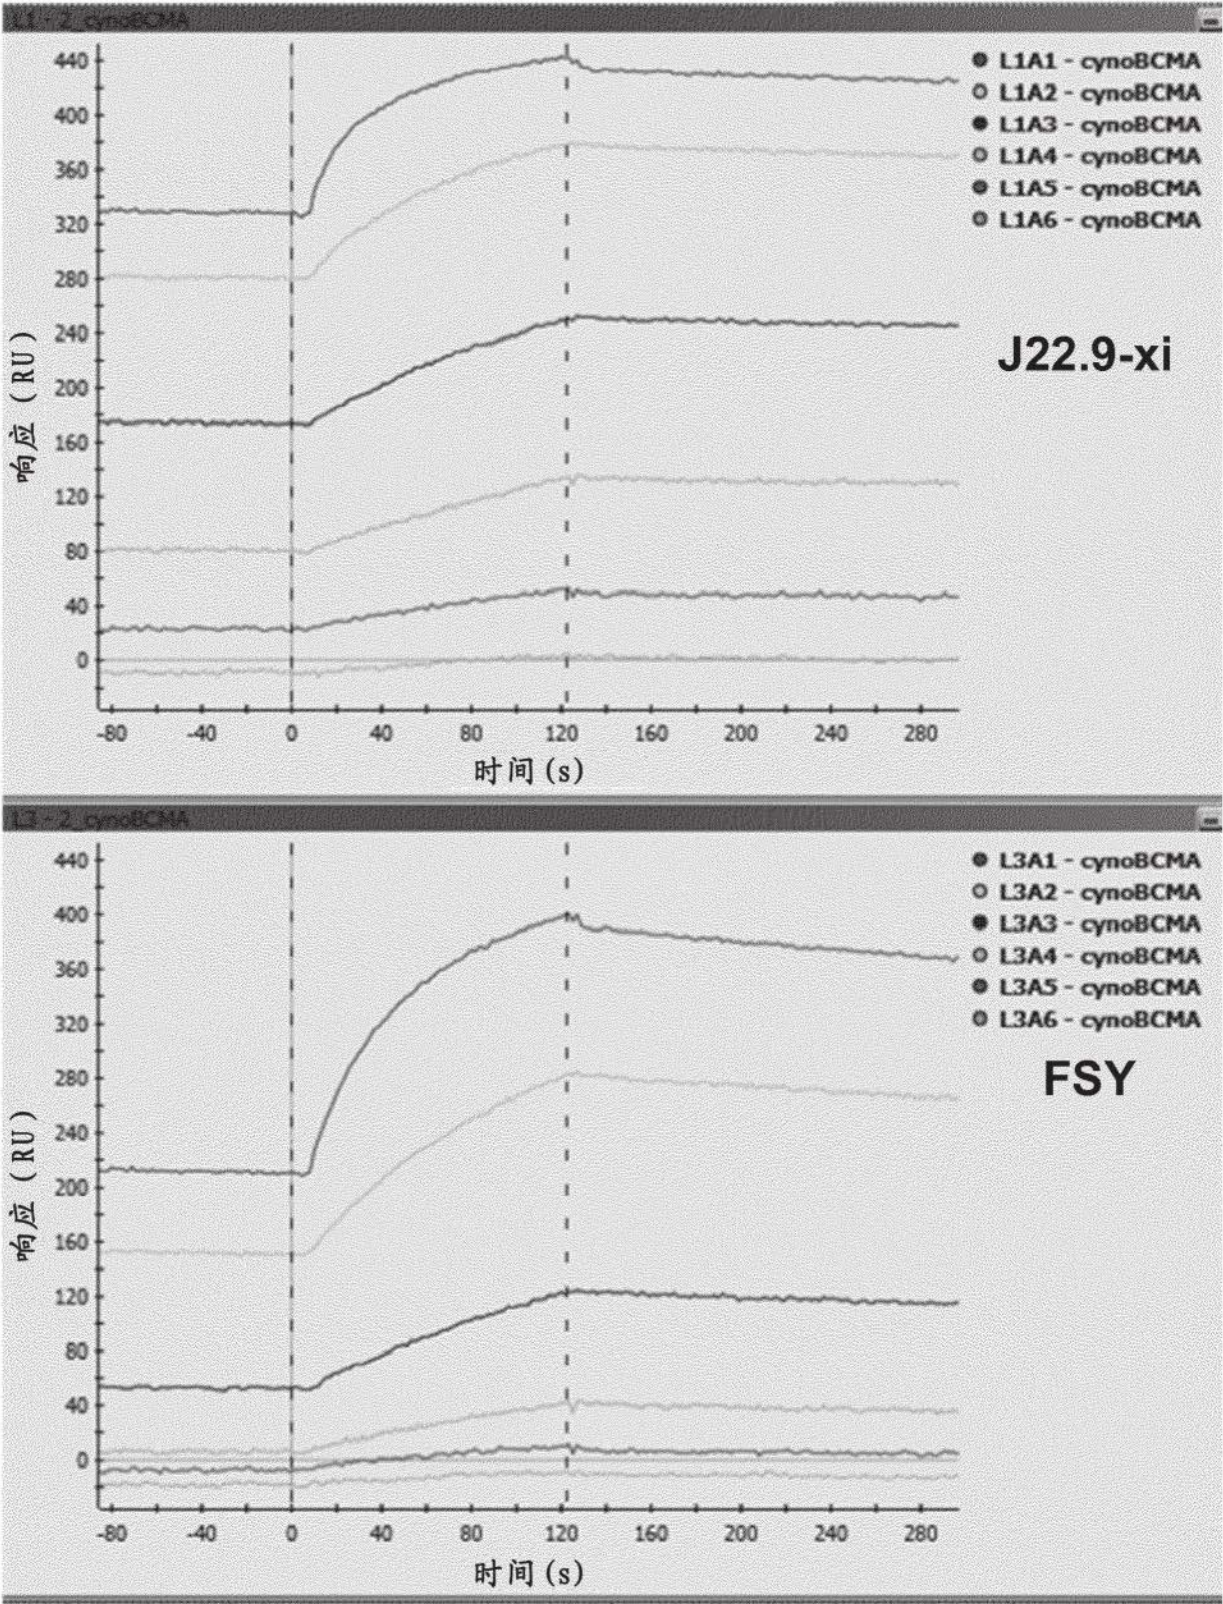 L1 - 2_cynoBCMA
440
400
360
320
280
240
200
160
120
80
40
0
响应 (RU)
-80 -40 0 40 80 120 160 200 240 280
时间(s)
L1A1 - cynoBCMA
L1A2 - cynoBCMA
L1A3 - cynoBCMA
L1A4 - cynoBCMA
L1A5 - cynoBCMA
L1A6 - cynoBCMA
J22.9-xi
L3 - 2_cynoBCMA
440
400
360
320
280
240
200
160
120
80
40
0
响应 (RU)
-80 -40 0 40 80 120 160 200 240 280
时间(s)
L3A1 - cynoBCMA
L3A2 - cynoBCMA
L3A3 - cynoBCMA
L3A4 - cynoBCMA
L3A5 - cynoBCMA
L3A6 - cynoBCMA
FSY